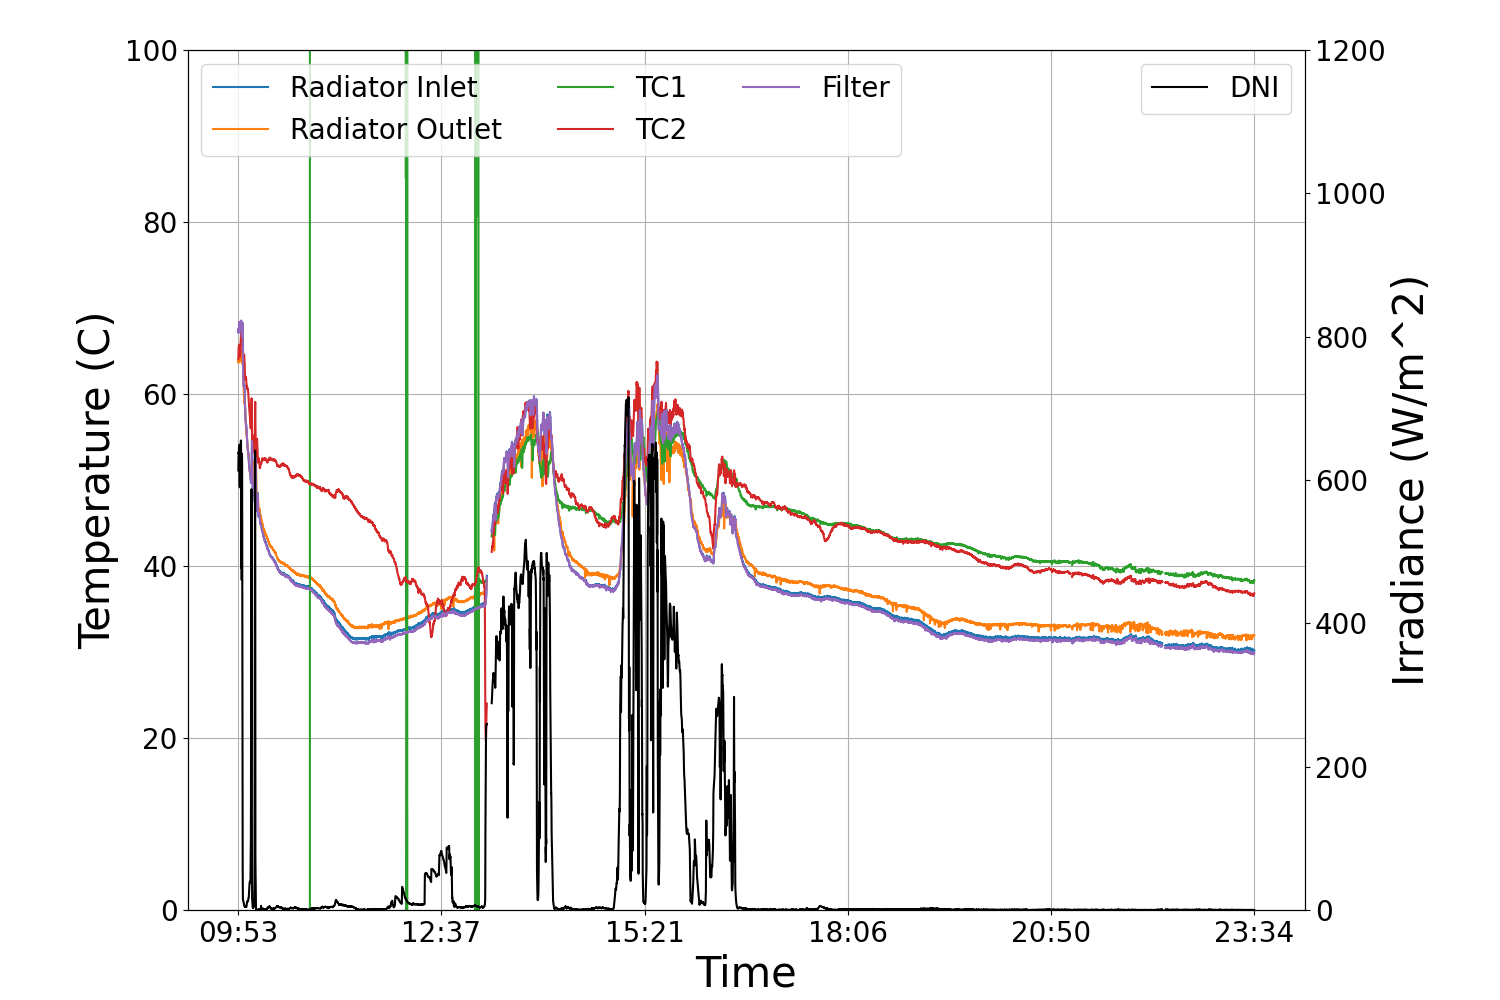 100
80
60
40
20
0
Temperature (C)
Radiator Inlet
Radiator Outlet
TC1
TC2
Filter
DNI
1200
1000
800
600
400
200
0
Irradiance (W/m^2)
09:53 12:37 15:21 18:06 20:50 23:34
Time